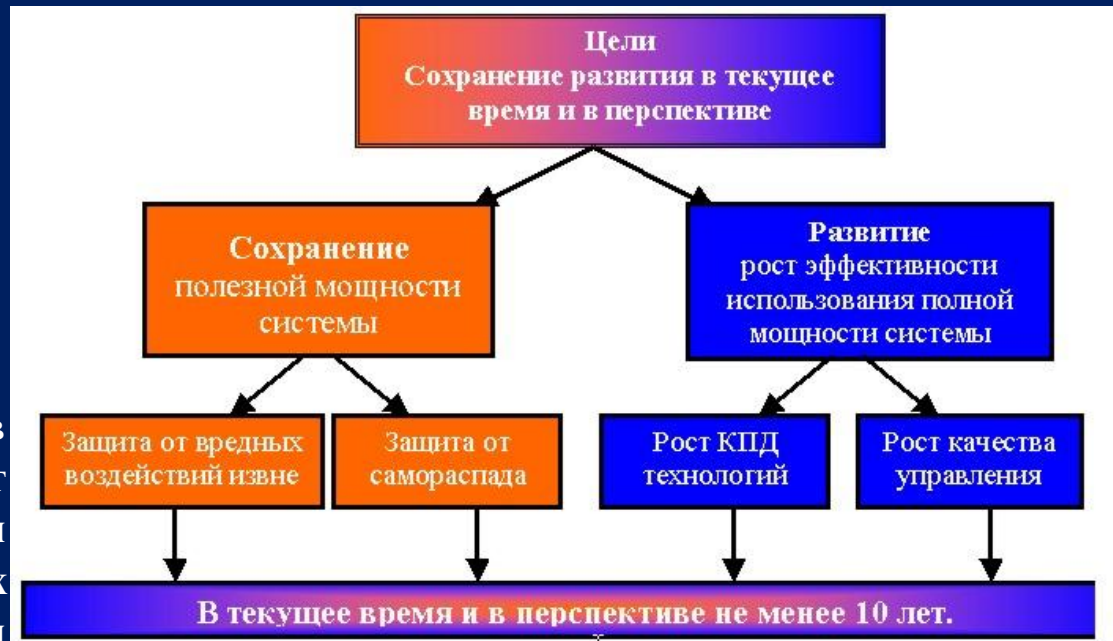 Цели
Сохранение развития в текущее
время и в перспективе
Сохранение
полезной мощности
системы
Развитие
рост эффективности
использования полной
мощности системы
Защита от вредных
воздействий извне
Защита от
самораспада
Рост КПД
технологий
Рост качества
управления
В текущее время и в перспективе не менее 10 лет.